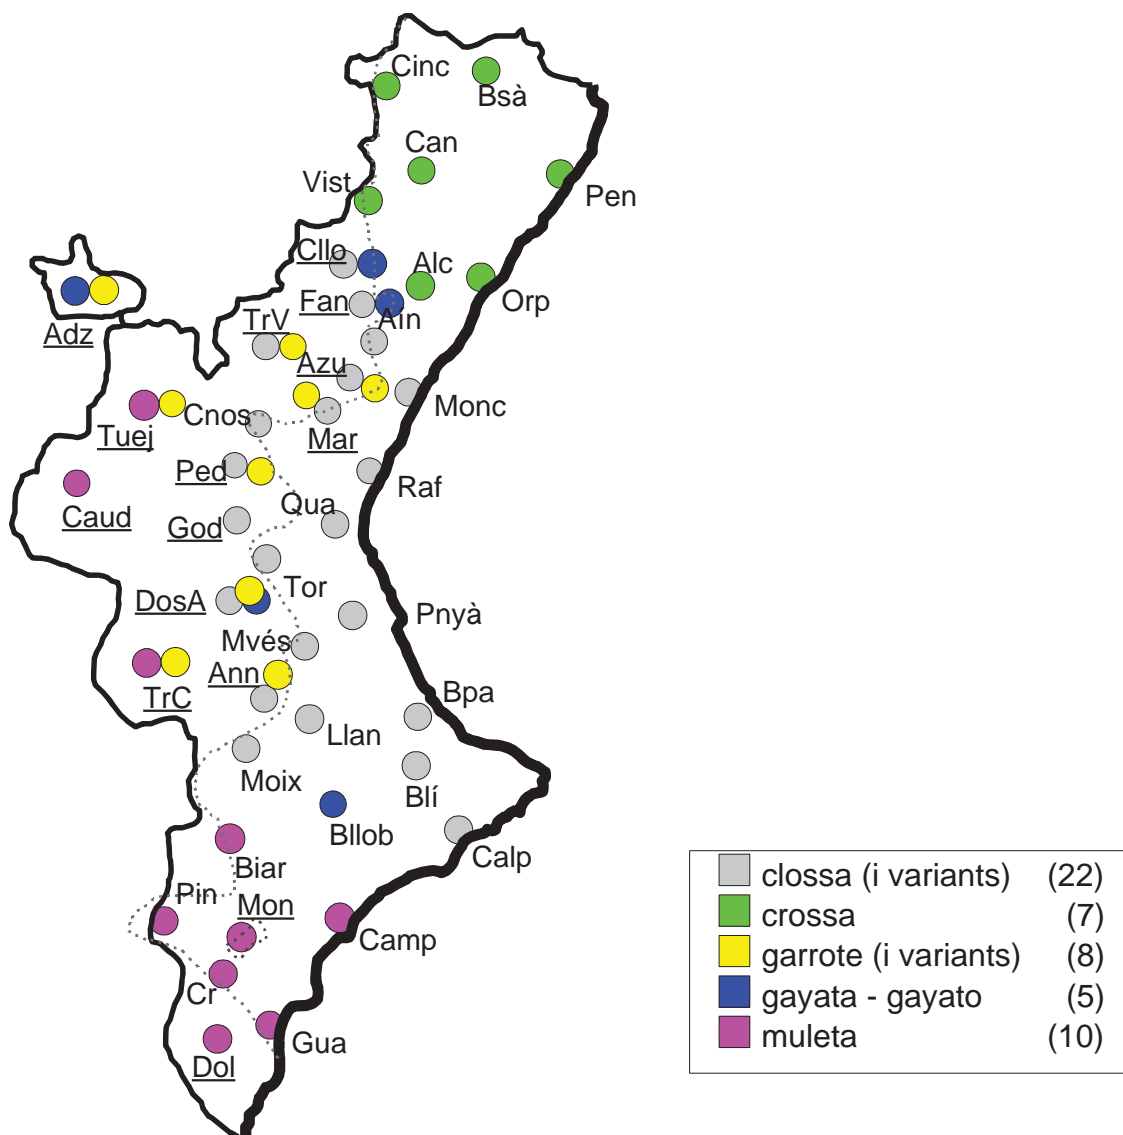 Cinc
Bsà
Can
Vist
Pen
Cllo
Alc
Fan
Orp
Adz
TrV
Aín
Azu
Cnos
Monc
Tuej
Mar
Ped
Raf
Caud
God
Qua
DosA
Tor
Pnyà
Mvés
Ann
TrC
Bpa
Llan
Moix
Blí
Bllob
Calp
Biar
Pin
Mon
Camp
Cr
Gua
Dol
clossa (i variants) (22)
crossa (7)
garrote (i variants) (8)
gayata - gayato (5)
muleta (10)